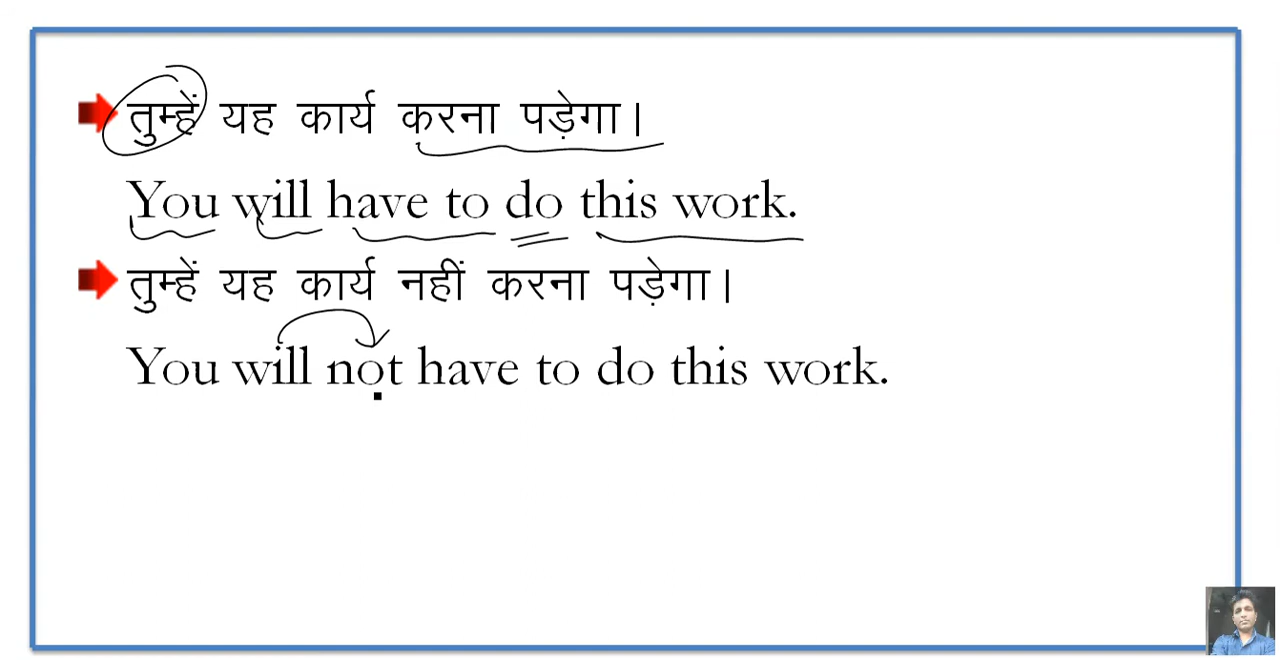 तुम्हें यह कार्य करना पड़ेगा।
You will have to do this work.
तुम्हें यह कार्य नहीं करना पड़ेगा।
You will not have to do this work.